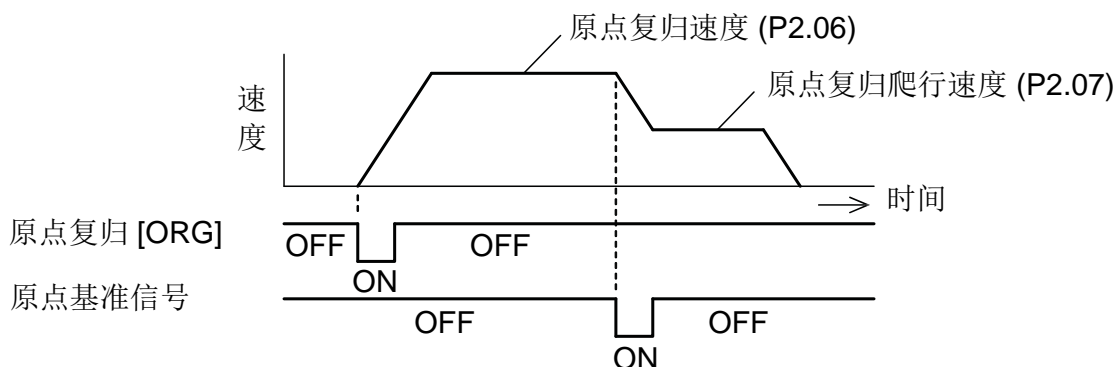 原点复归速度 (P2.06)
原点复归爬行速度 (P2.07)
速
度
时间
原点复归 [ORG]
OFF
OFF
ON
原点基准信号
OFF
OFF
ON